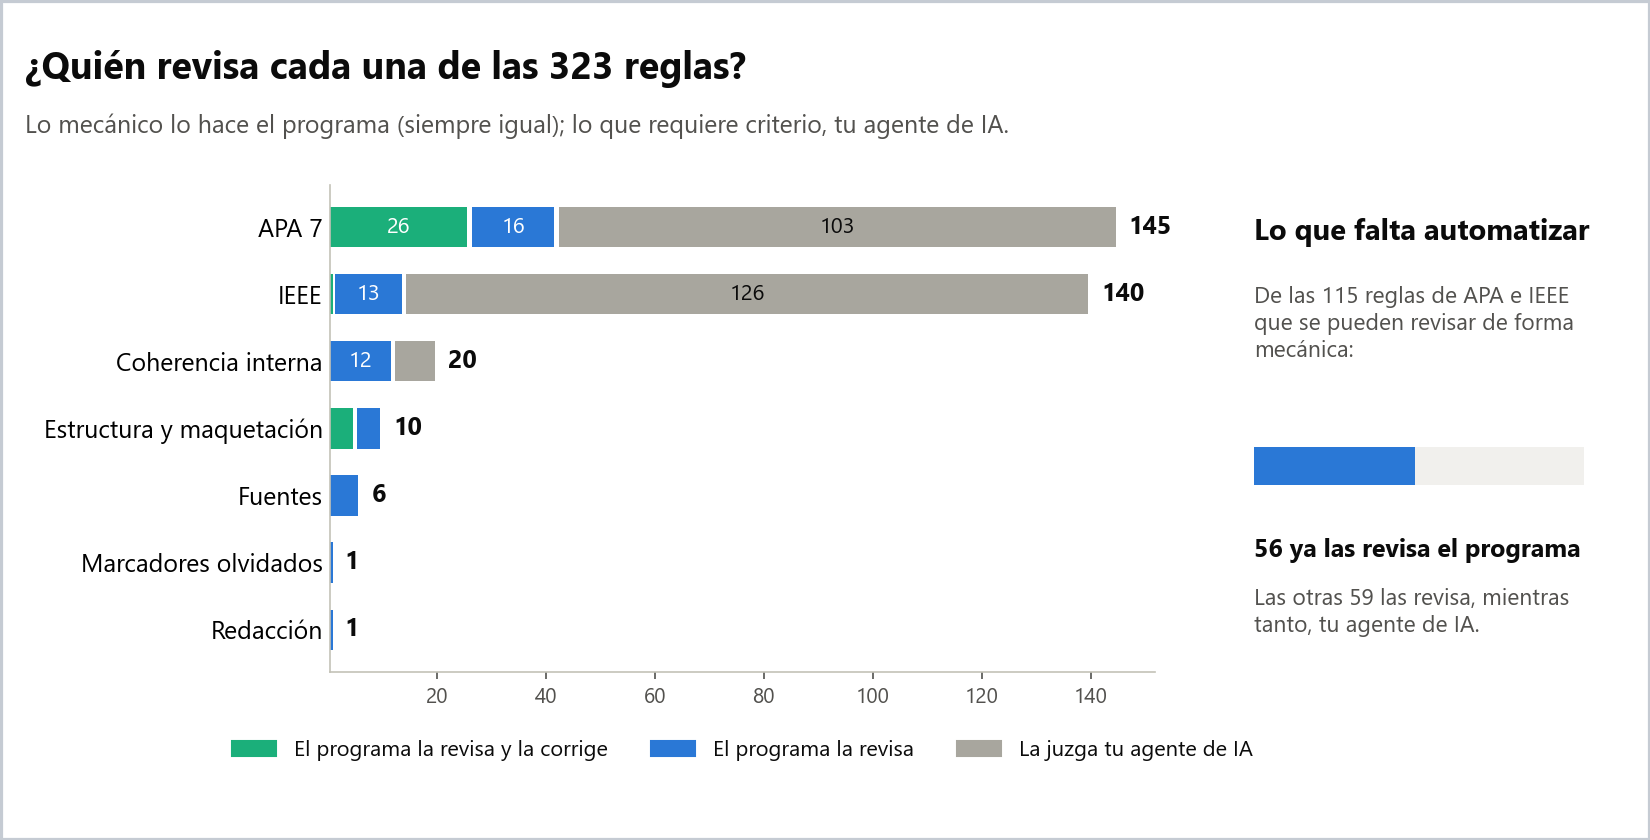 ¿Quién revisa cada una de las 323 reglas?
Lo mecánico lo hace el programa (siempre igual); lo que requiere criterio, tu agente de IA.
APA 7 26 16 103 145
IEEE 13 126 140
Coherencia interna 12 20
Estructura y maquetación 10
Fuentes 6
Marcadores olvidados 1
Redacción 1
20 40 60 80 100 120 140
El programa la revisa y la corrige El programa la revisa La juzga tu agente de IA
Lo que falta automatizar
De las 115 reglas de APA e IEEE
que se pueden revisar de forma
mecánica:
56 ya las revisa el programa
Las otras 59 las revisa, mientras
tanto, tu agente de IA.